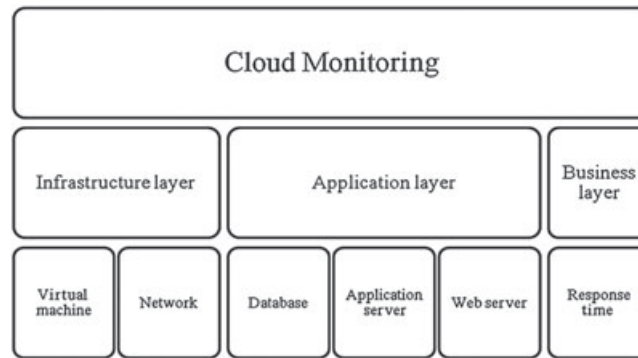 Cloud Monitoring
Infrastructure layer
Application layer
Business
layer
Virtual
machine
Network
Database
Application
server
Web server
Response
time